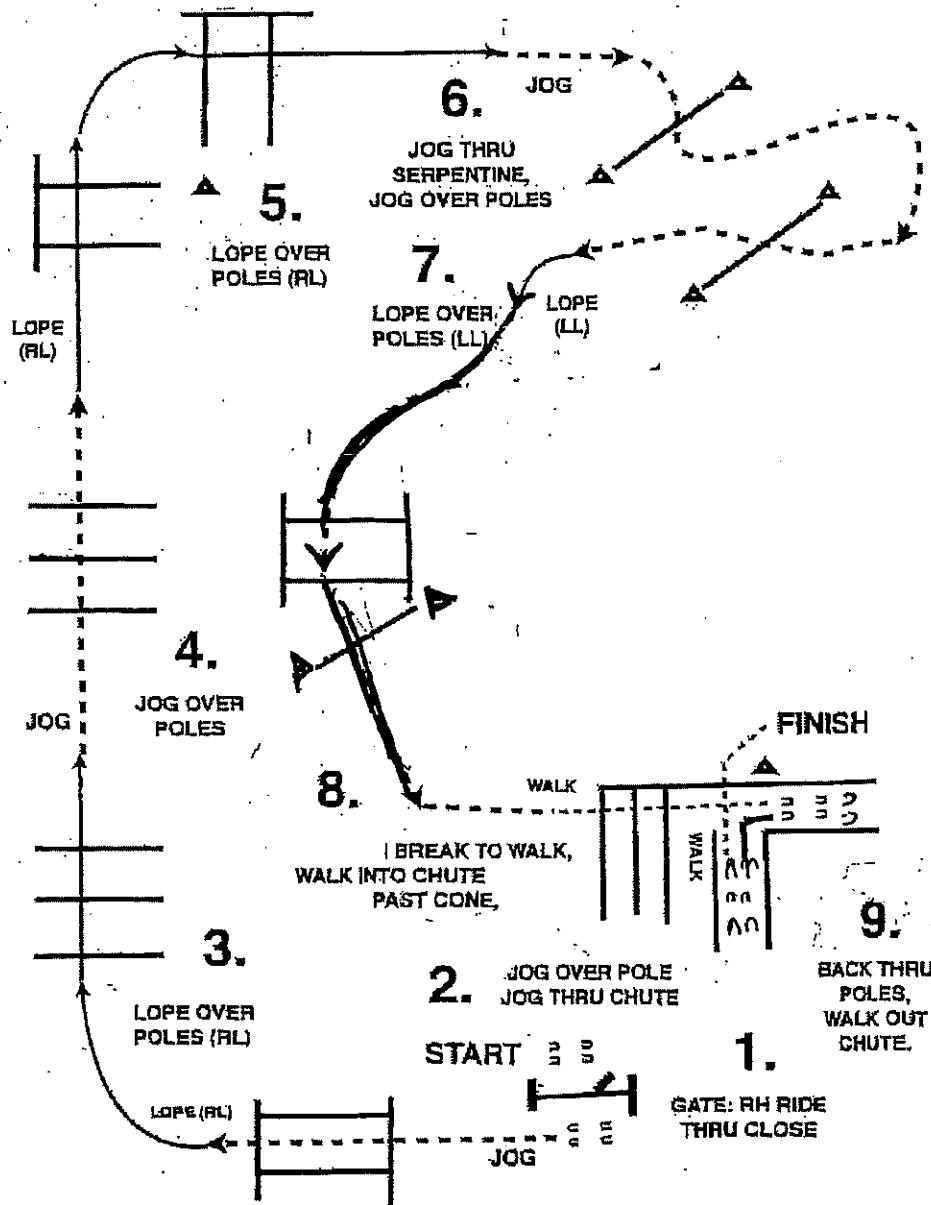 JOG
6.
JOG THRU
SERPENTINE,
JOG OVER POLES
5.
LOPE OVER
POLES (RL)
7.
LOPE OVER
POLES (LL)
LOPE
(LL)
LOPE
(RL)
4.
JOG OVER
POLES
JOG
FINISH
8.
WALK
BREAK TO WALK,
WALK INTO CHUTE
PAST CONE,
WALK
9.
BACK THRU
POLES,
WALK OUT
CHUTE.
3.
LOPE OVER
POLES (RL)
2.
JOG OVER POLE
JOG THRU CHUTE
START
1.
GATE: RH RIDE
THRU CLOSE
LOPE (RL)
JOG